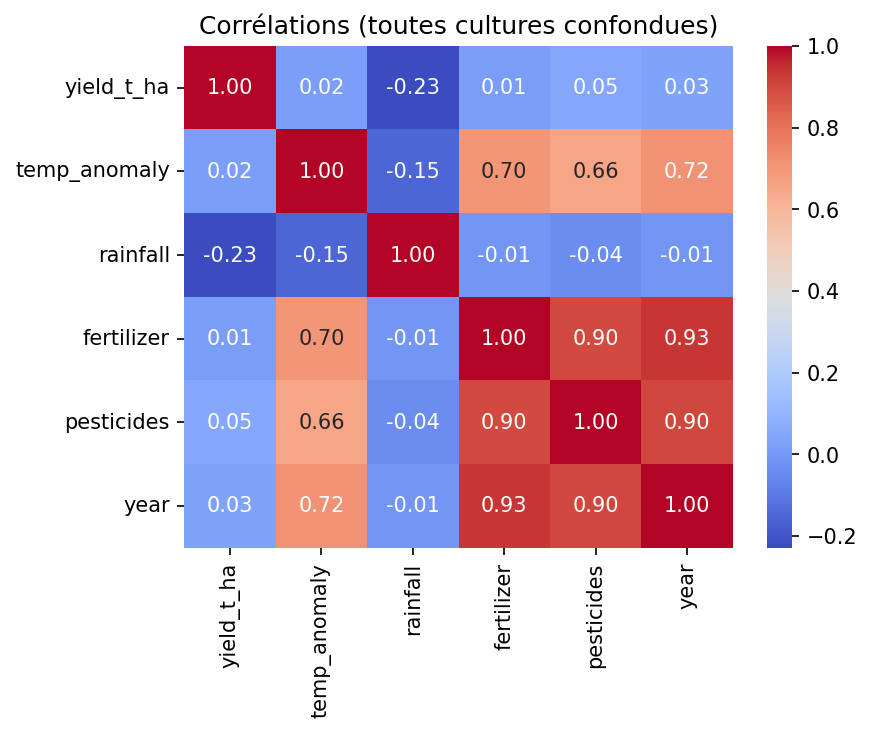 Corrélations (toutes cultures confondues)
yield_t_ha 1.00 0.02 -0.23 0.01 0.05 0.03
temp_anomaly 0.02 1.00 -0.15 0.70 0.66 0.72
rainfall -0.23 -0.15 1.00 -0.01 -0.04 -0.01
fertilizer 0.01 0.70 -0.01 1.00 0.90 0.93
pesticides 0.05 0.66 -0.04 0.90 1.00 0.90
year 0.03 0.72 -0.01 0.93 0.90 1.00
yield_t_ha temp_anomaly rainfall fertilizer pesticides year
1.0
0.8
0.6
0.4
0.2
0.0
−0.2